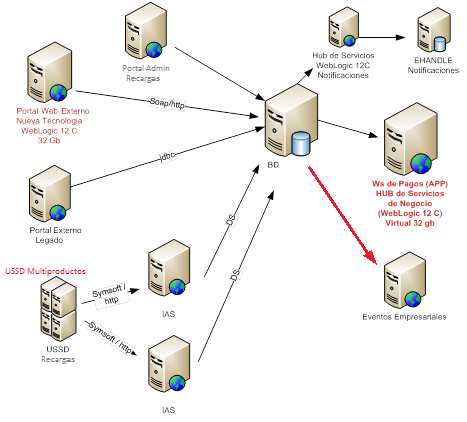 Portal Admin
Recargas
Hub de Servicios
WebLogic 12C
Notificaciones
EHANDLE
Notificaciones
Portal Web Externo
Nueva Tecnologia
WebLogic 12 C
32 Gb
Soap/http
BD
jdbc
Ws de Pagos (APP)
HUB de Servicios
de Negocio
(WebLogic 12 C)
Virtual 32 gb
Portal Externo
Legado
DS
USSD Multiproductos
Symsoft / http
IAS
DS
Eventos Empresariales
USSD
Recargas
Symsoft / http
IAS